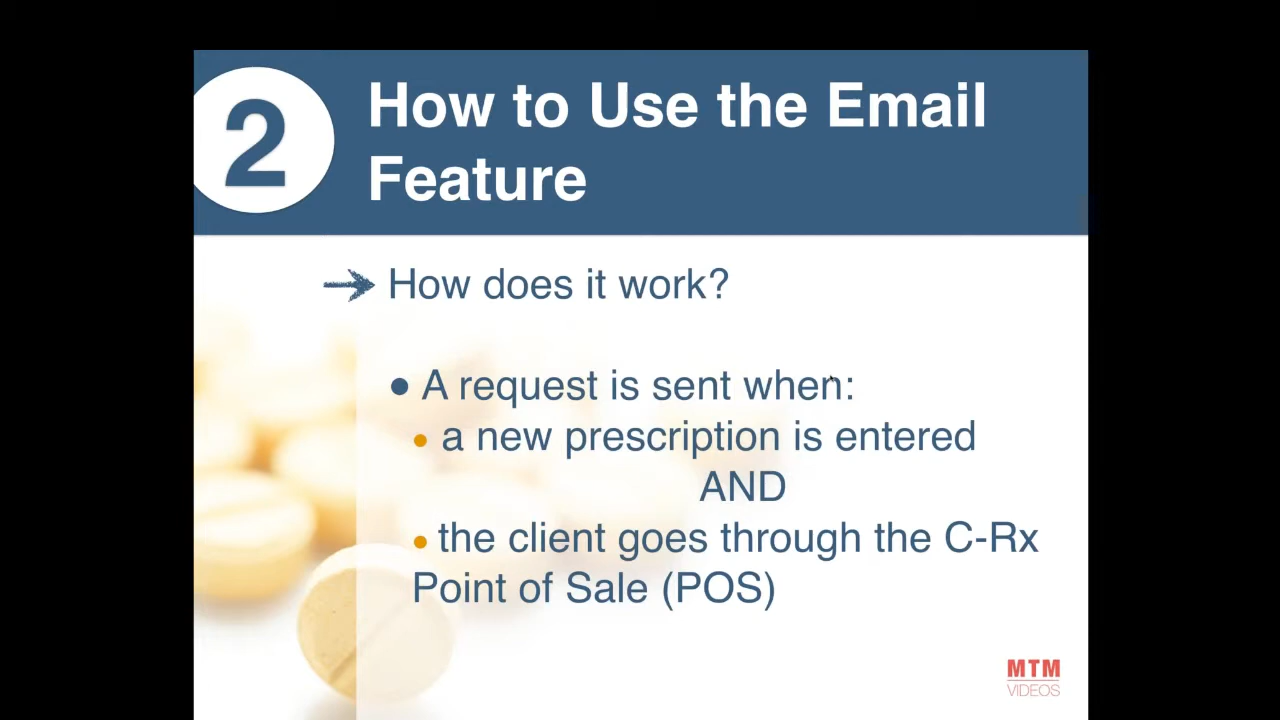 2
How to Use the Email
Feature
How does it work?
● A request is sent when:
● a new prescription is entered
AND
● the client goes through the C-Rx
Point of Sale (POS)
MTM
VIDEOS